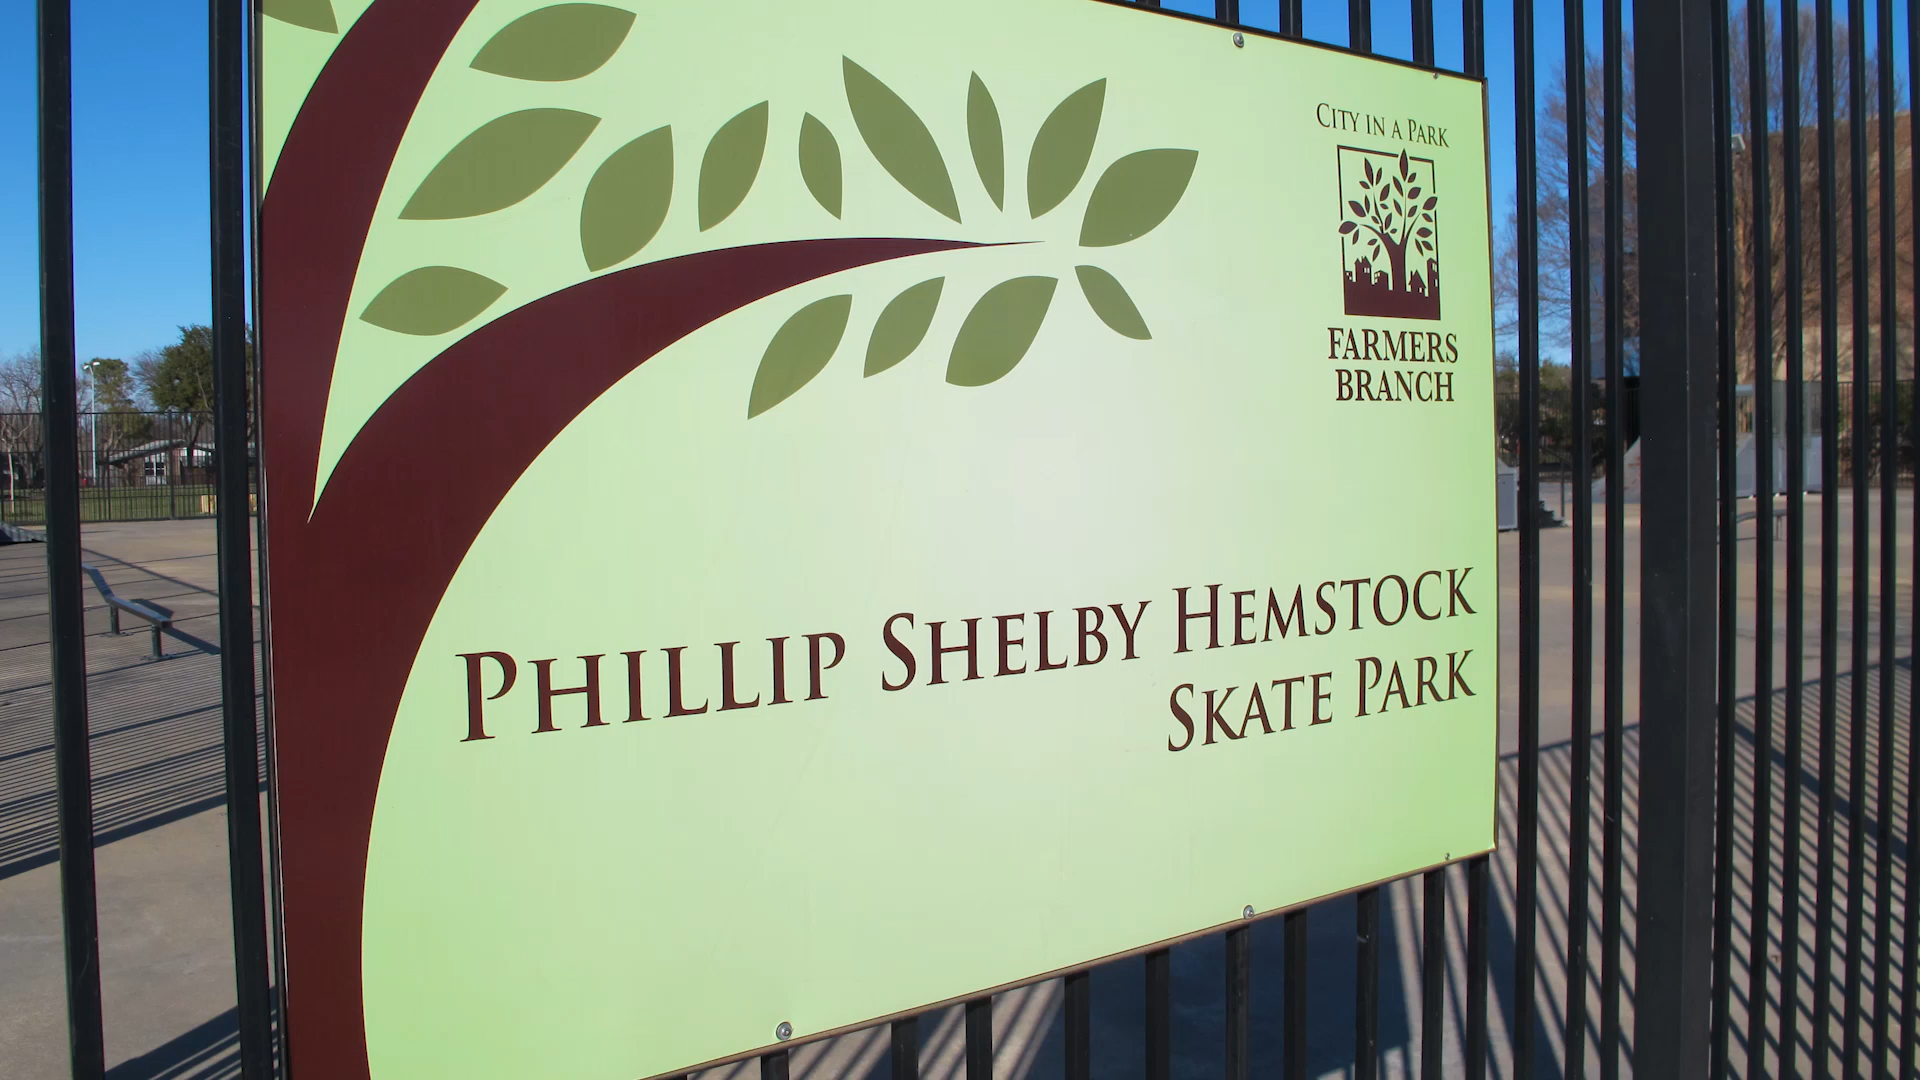 CITY IN A PARK
FARMERS
BRANCH
PHILLIP SHELBY HEMSTOCK
SKATE PARK